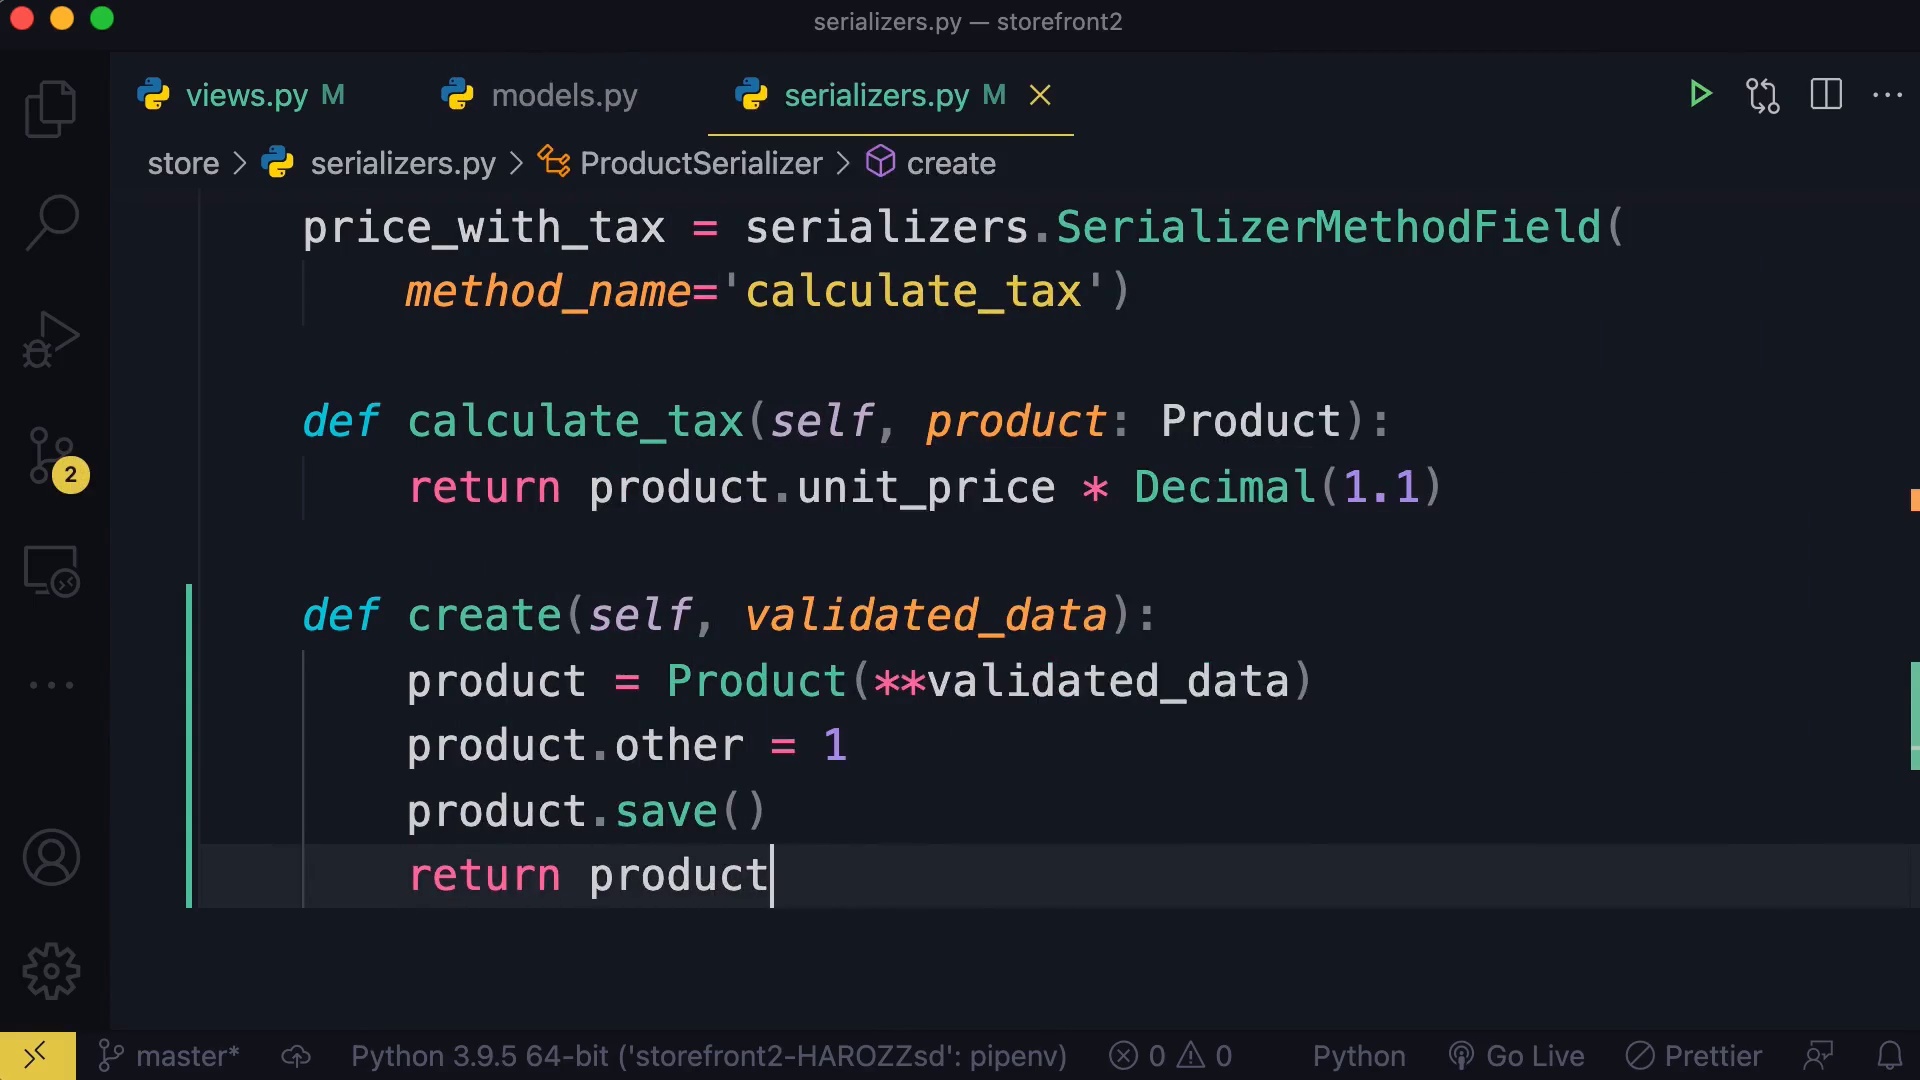 serializers.py — storefront2
views.py M models.py serializers.py M
store > serializers.py > ProductSerializer > create
price_with_tax = serializers.SerializerMethodField(
method_name='calculate_tax')
def calculate_tax(self, product: Product):
return product.unit_price * Decimal(1.1)
def create(self, validated_data):
product = Product(**validated_data)
product.other = 1
product.save()
return product
2
master* Python 3.9.5 64-bit ('storefront2-HAROZZsd': pipenv) 0 0 Python Go Live Prettier